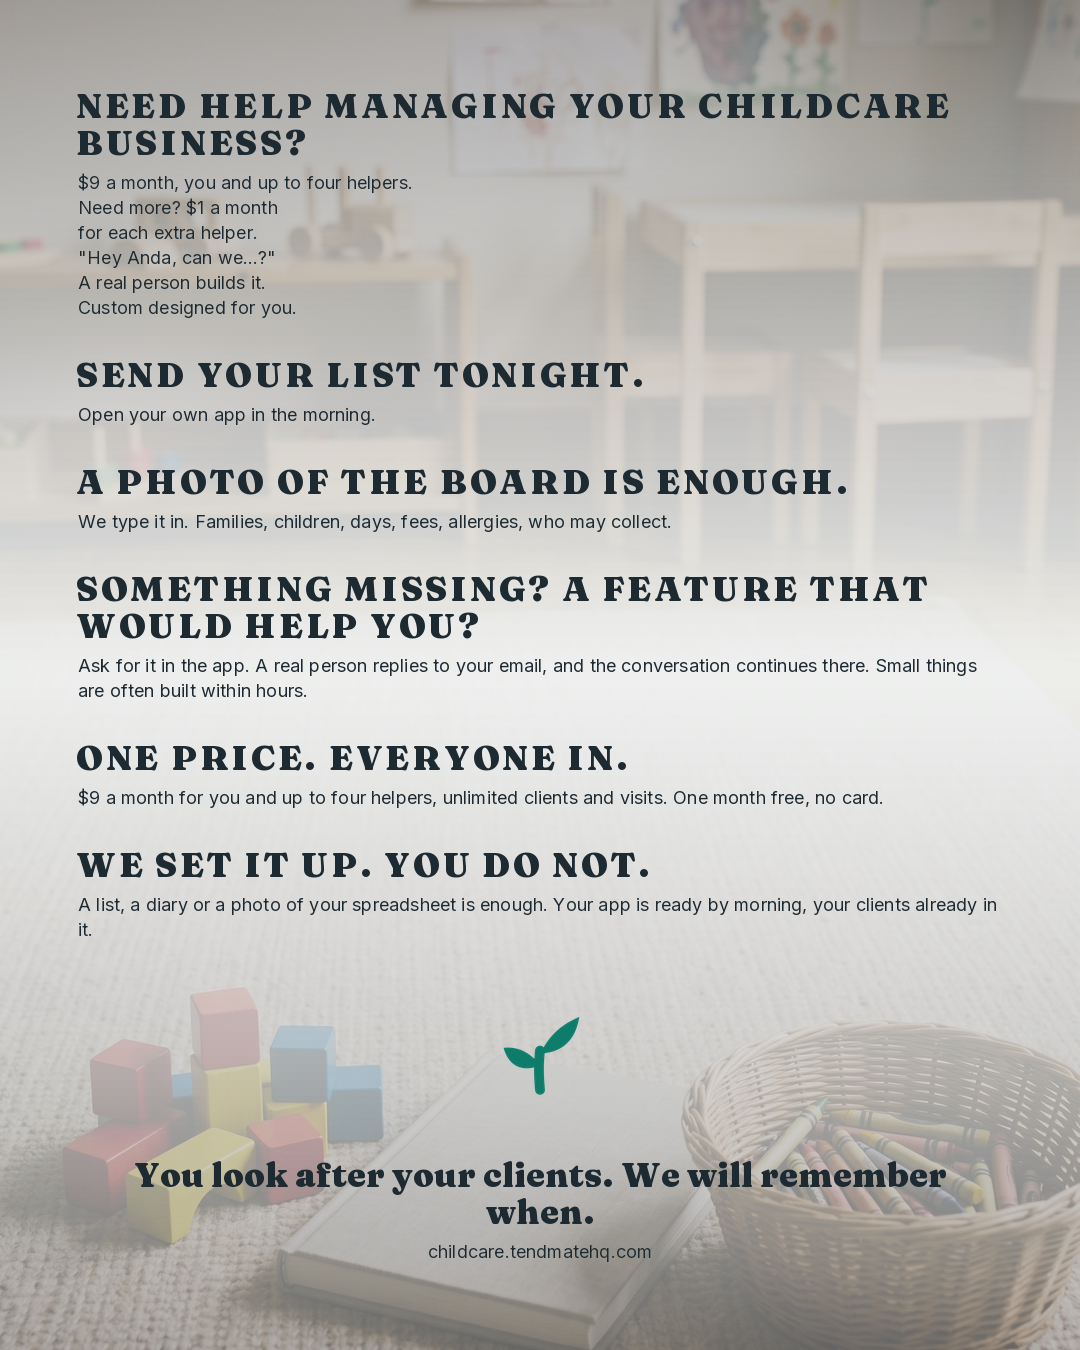 NEED HELP MANAGING YOUR CHILDCARE
BUSINESS?
$9 a month, you and up to four helpers.
Need more? $1 a month
for each extra helper.
"Hey Anda, can we...?"
A real person builds it.
Custom designed for you.
SEND YOUR LIST TONIGHT.
Open your own app in the morning.
A PHOTO OF THE BOARD IS ENOUGH.
We type it in. Families, children, days, fees, allergies, who may collect.
SOMETHING MISSING? A FEATURE THAT
WOULD HELP YOU?
Ask for it in the app. A real person replies to your email, and the conversation continues there. Small things
are often built within hours.
ONE PRICE. EVERYONE IN.
$9 a month for you and up to four helpers, unlimited clients and visits. One month free, no card.
WE SET IT UP. YOU DO NOT.
A list, a diary or a photo of your spreadsheet is enough. Your app is ready by morning, your clients already in
it.
You look after your clients. We will remember
when.
childcare.tendmatehq.com